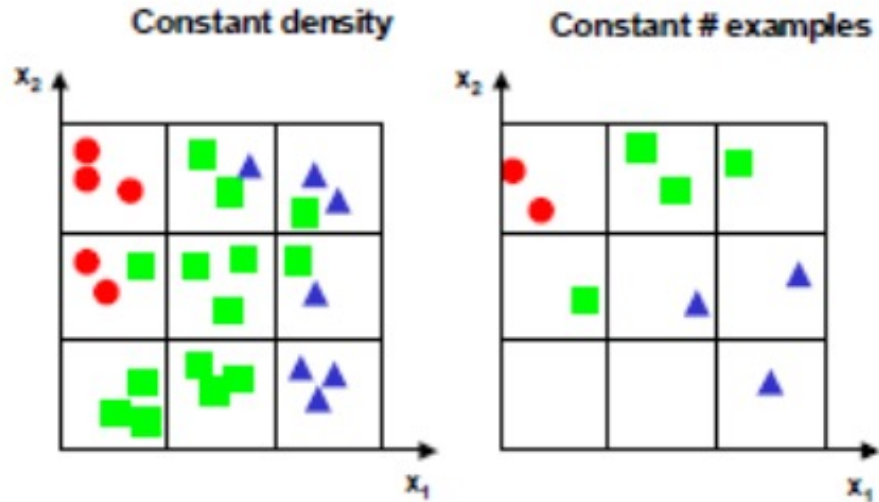 Constant density
Constant # examples
x₂
x₂
x₁
x₁